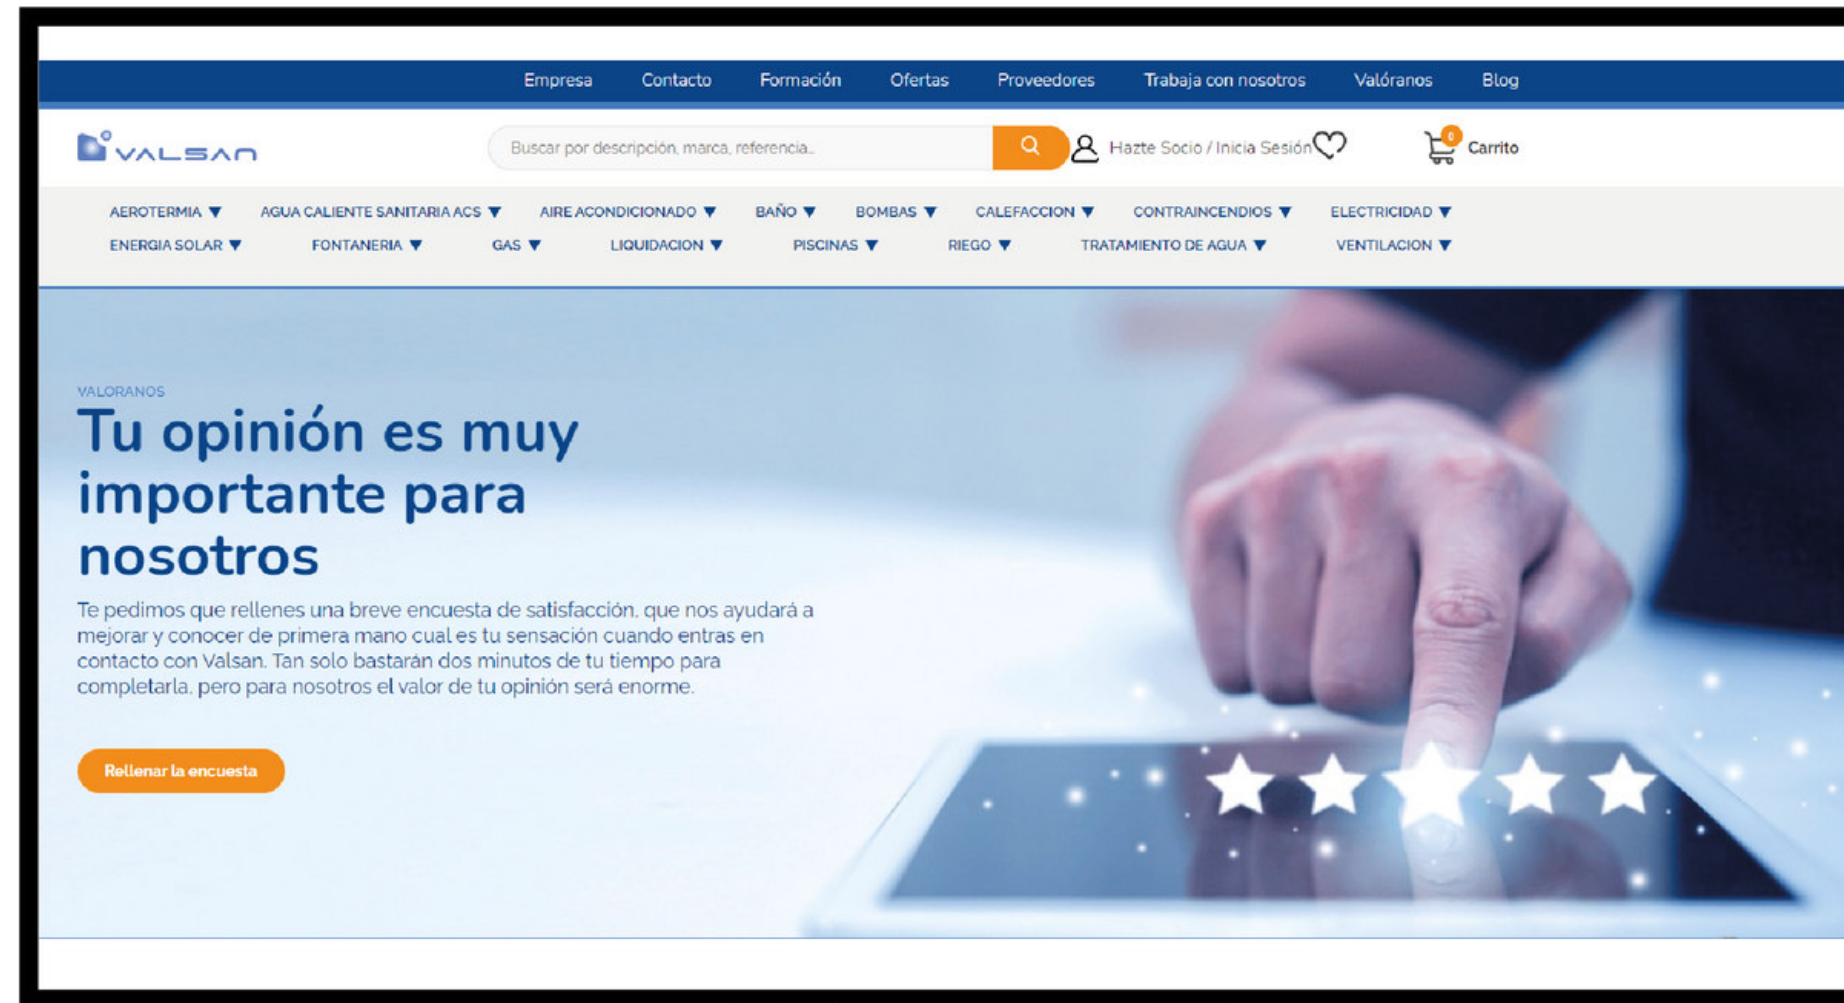 Empresa Contacto Formación Ofertas Proveedores Trabaja con nosotros Valóranos Blog
VALSAN
Buscar por descripción, marca, referencia...
Hazte Socio / Inicia Sesión
0
Carrito
AEROTERMIA ▼ AGUA CALIENTE SANITARIA ACS ▼ AIRE ACONDICIONADO ▼ BAÑO ▼ BOMBAS ▼ CALEFACCION ▼ CONTRAINCENDIOS ▼ ELECTRICIDAD ▼
ENERGIA SOLAR ▼ FONTANERIA ▼ GAS ▼ LIQUIDACION ▼ PISCINAS ▼ RIEGO ▼ TRATAMIENTO DE AGUA ▼ VENTILACION ▼
VALORANOS
Tu opinión es muy
importante para
nosotros
Te pedimos que rellenes una breve encuesta de satisfacción, que nos ayudará a
mejorar y conocer de primera mano cual es tu sensación cuando entras en
contacto con Valsan. Tan solo bastarán dos minutos de tu tiempo para
completarla, pero para nosotros el valor de tu opinión será enorme.
Rellenar la encuesta